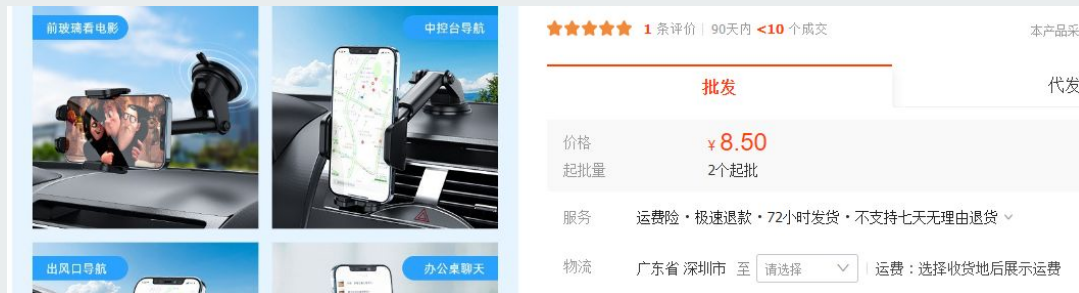 前玻璃看电影
中控台导航
出风口导航
办公桌聊天
1 条评价 90天内 <10 个成交
本产品采
批发
代发
价格
¥ 8.50
起批量
2个起批
服务
运费险・极速退款・72小时发货・不支持七天无理由退货
物流
广东省 深圳市 至 请选择 运费：选择收货地后展示运费